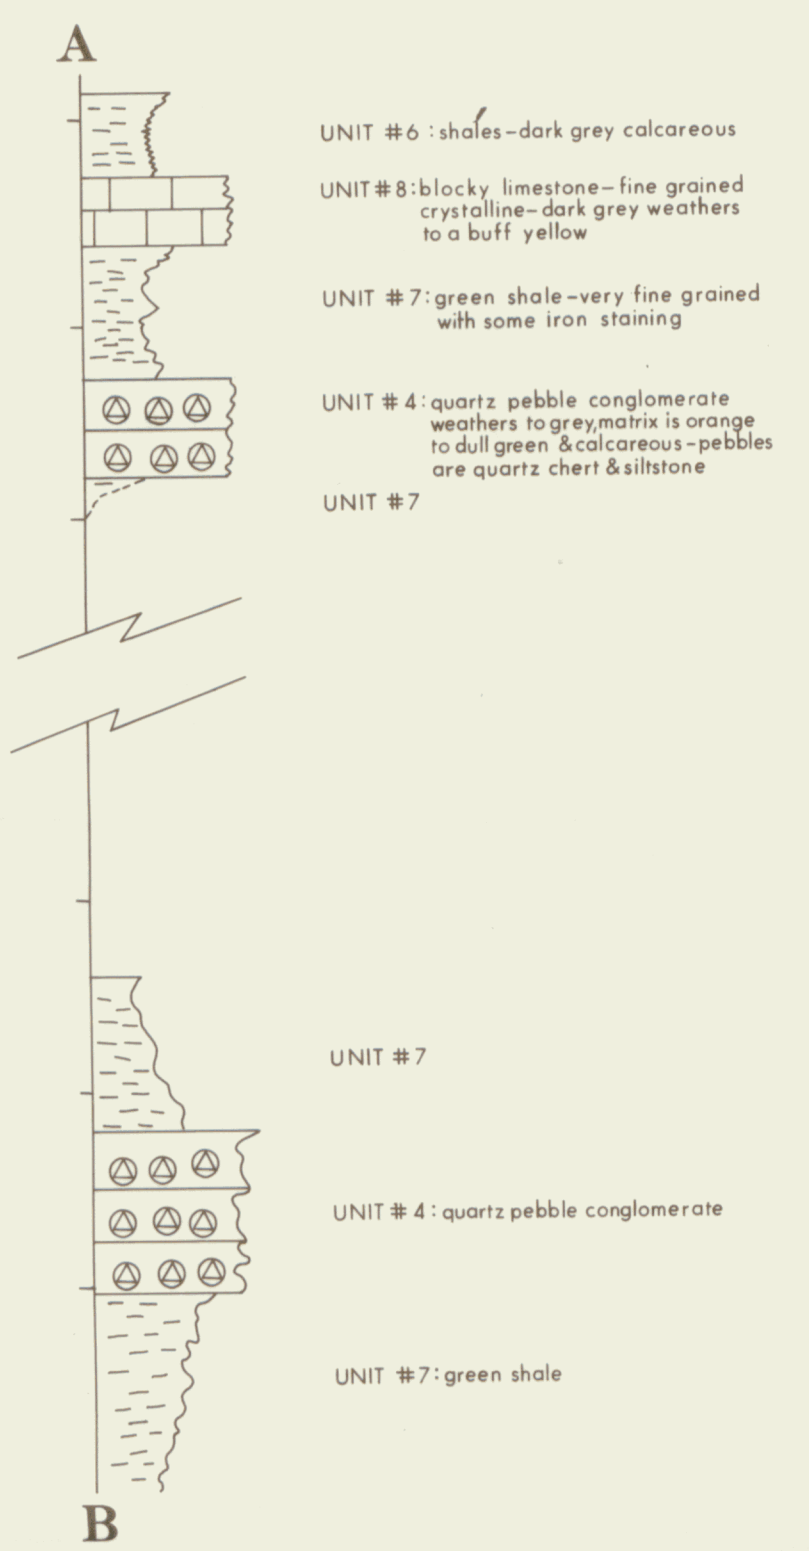 A
UNIT #6 : shales-dark grey calcareous
UNIT#8:blocky limestone-fine grained
crystalline-dark grey weathers
to a buff yellow
UNIT #7:green shale-very fine grained
with some iron staining
UNIT #4:quartz pebble conglomerate
weathers to grey,matrix is orange
to dull green &calcareous-pebbles
are quartz chert &siltstone
UNIT #7
UNIT #7
UNIT #4:quartz pebble conglomerate
UNIT #7:green shale
B